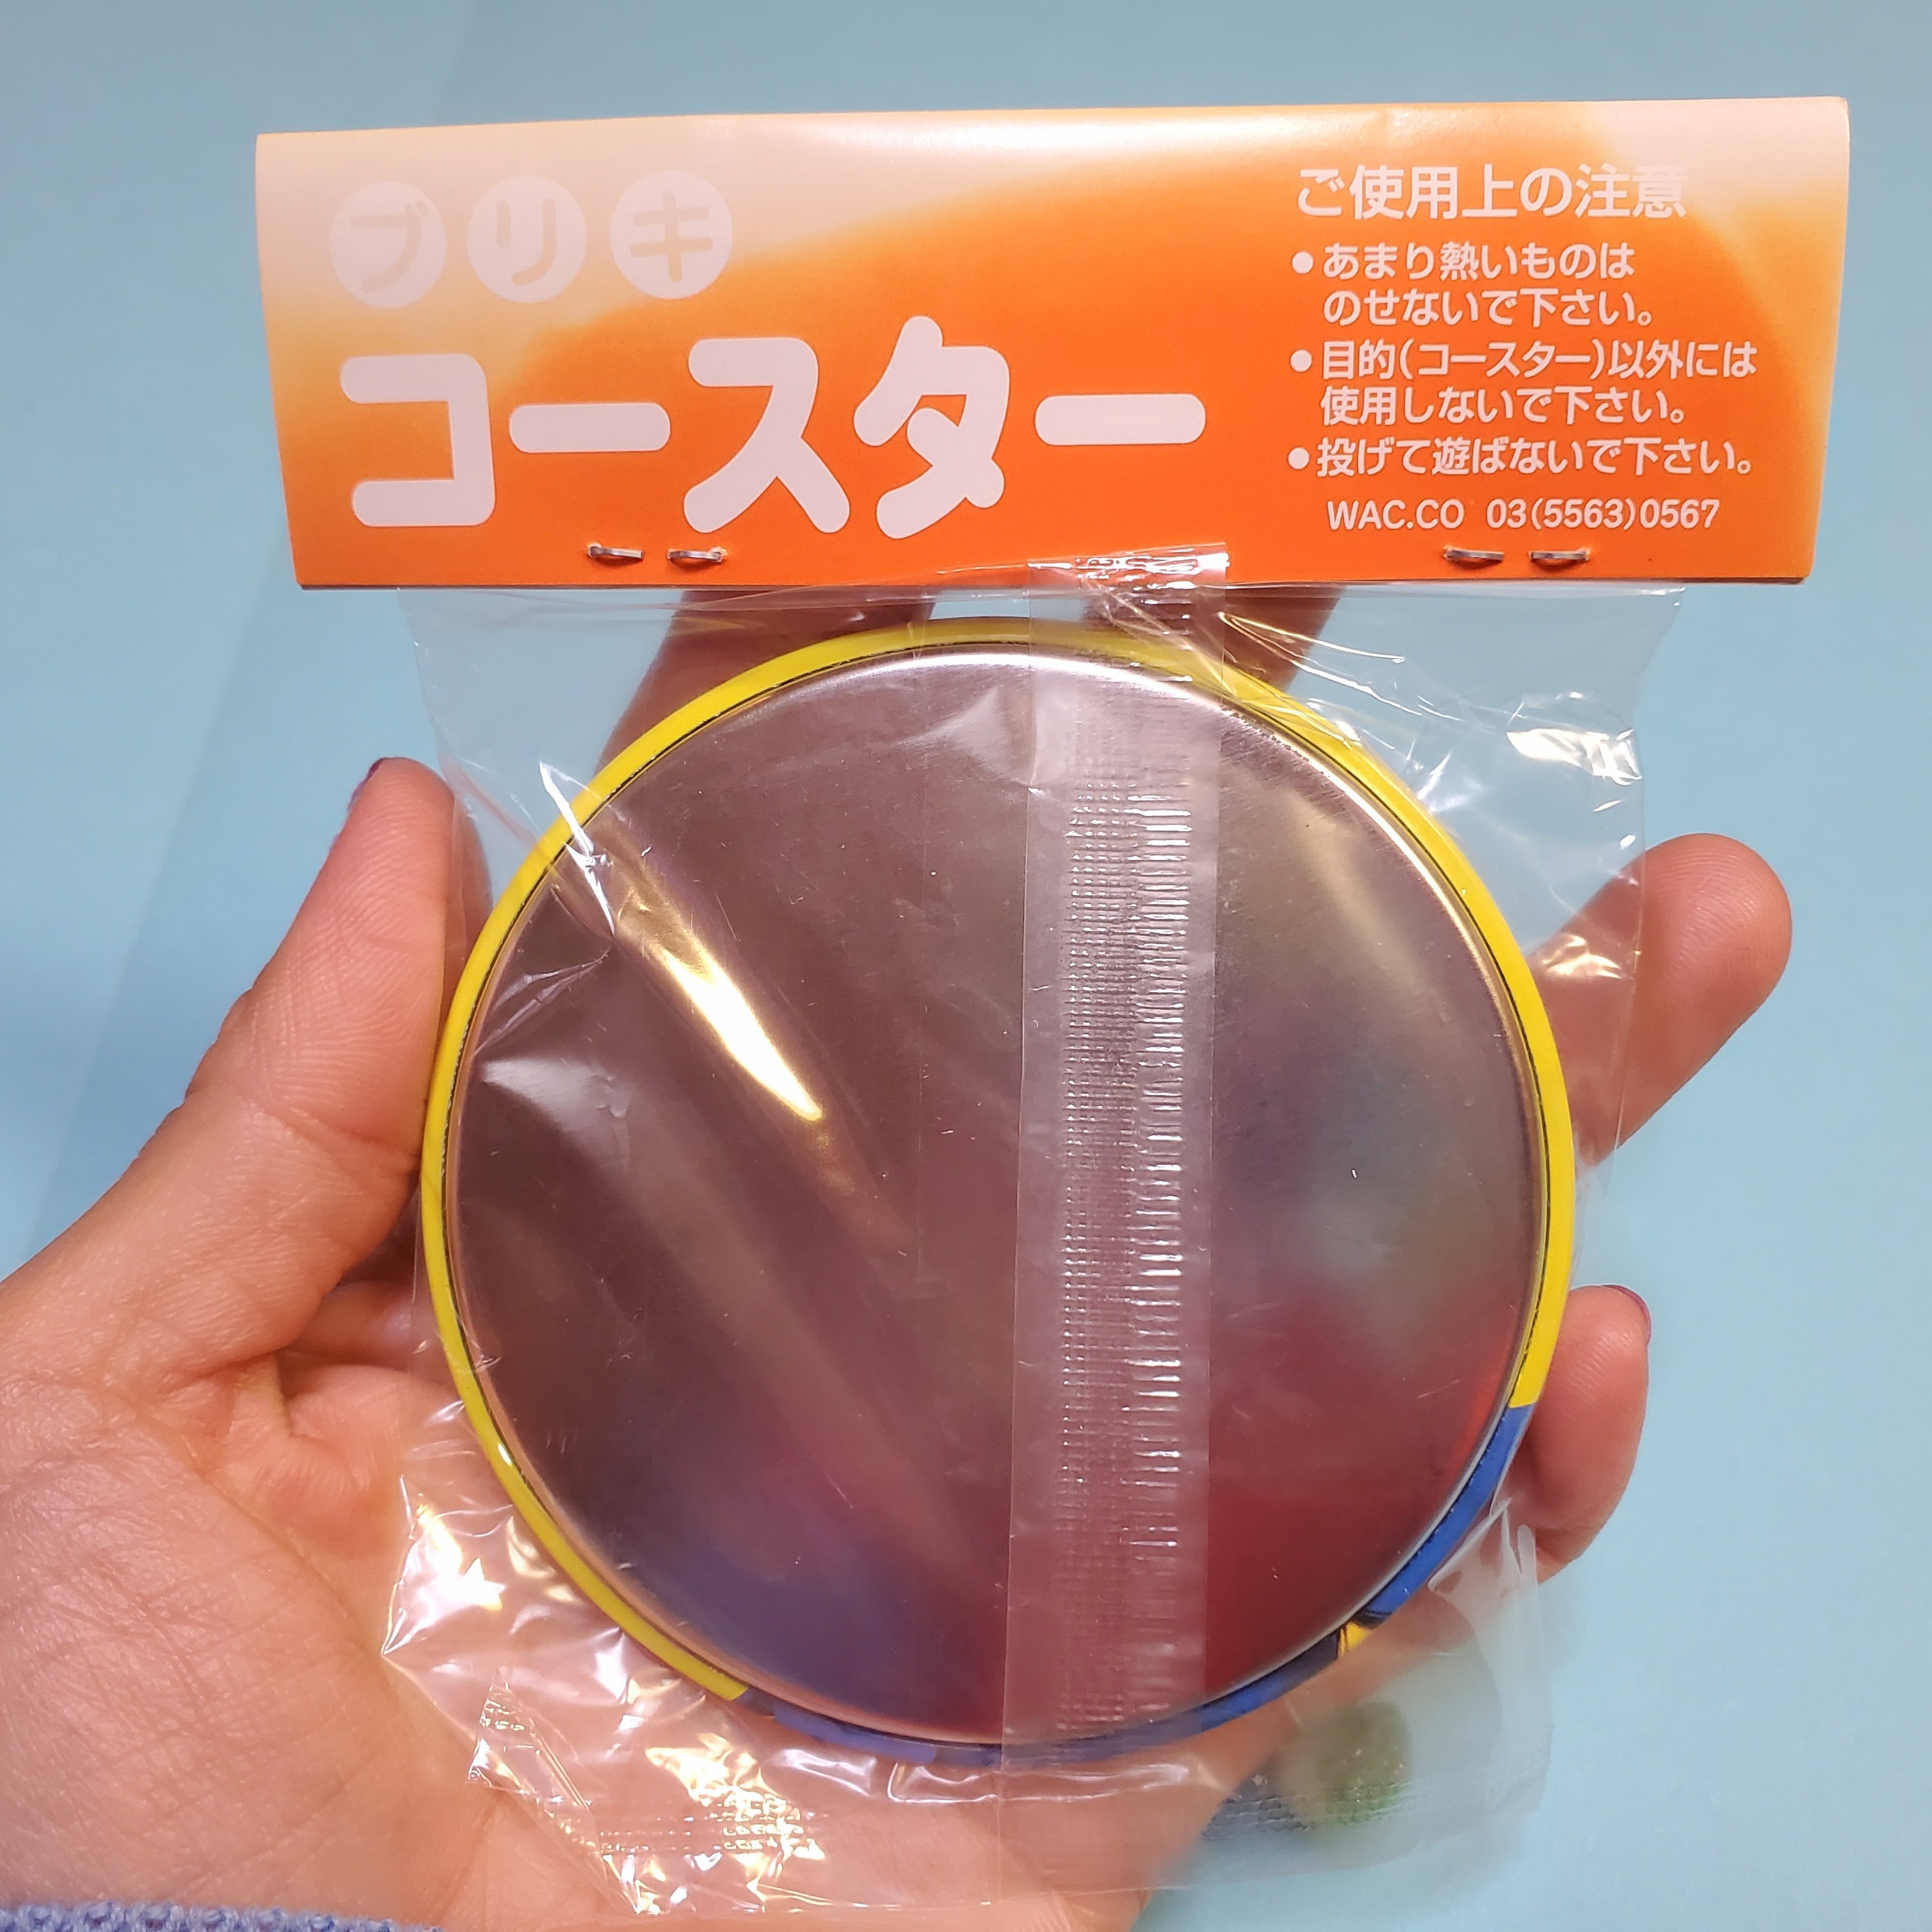 ブリキ
コースター
ご使用上の注意
●あまり熱いものは
のせないで下さい。
●目的(コースター)以外には
使用しないで下さい。
●投げて遊ばないで下さい。
WAC.CO 03(5563)0567